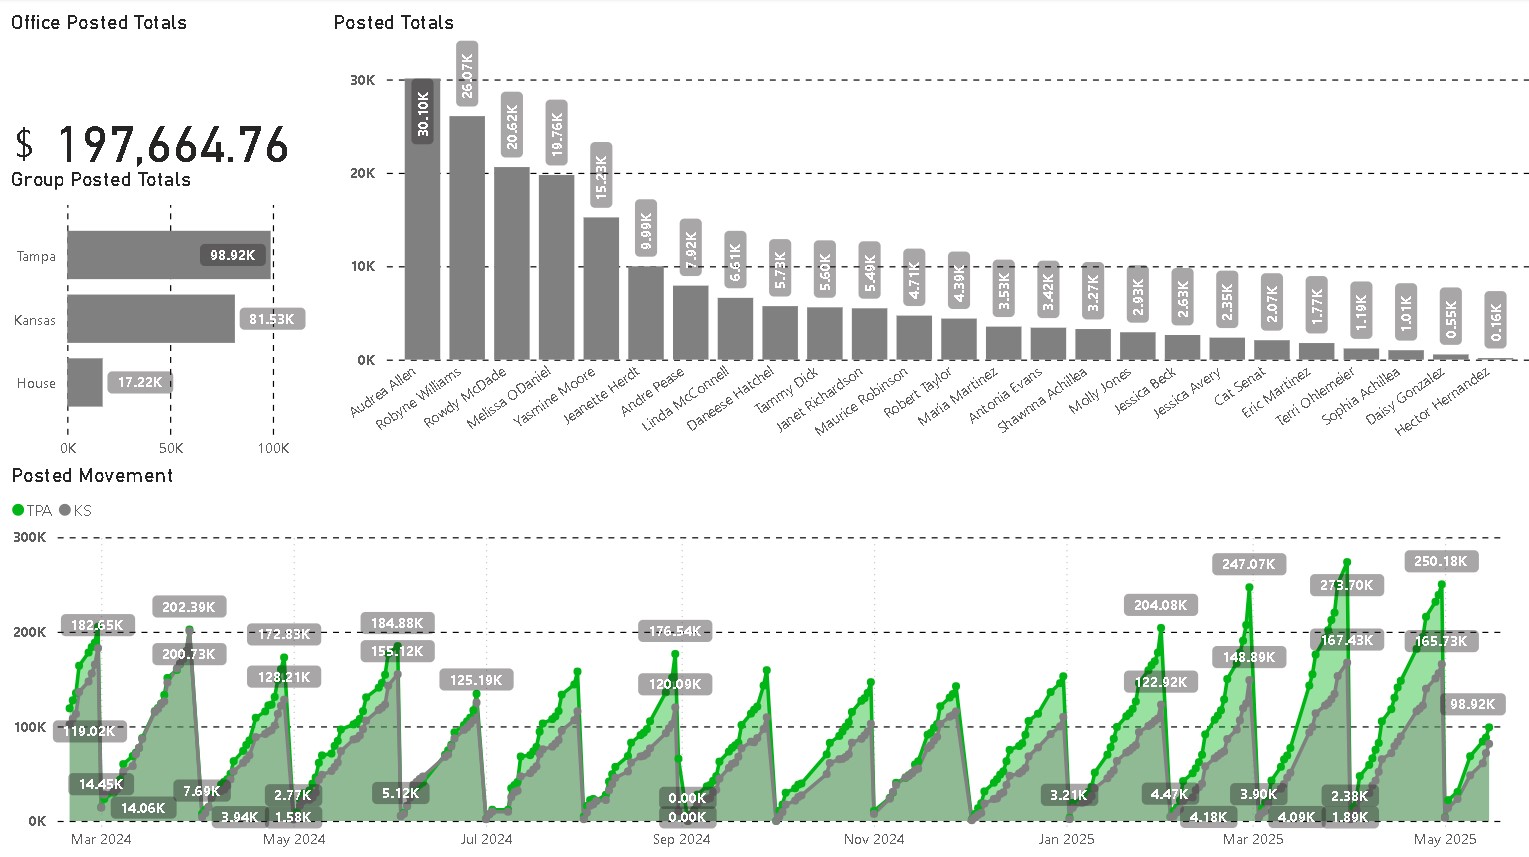 Office Posted Totals
$ 197,664.76
Group Posted Totals
Tampa
98.92K
Kansas
81.53K
House
17.22K
0K
50K
100K
Posted Totals
30K
20K
10K
0K
30.10K
26.07K
20.62K
19.76K
15.23K
9.99K
7.92K
6.61K
5.73K
5.60K
5.49K
4.71K
4.39K
3.53K
3.42K
3.27K
2.93K
2.63K
2.35K
2.07K
1.77K
1.19K
1.01K
0.55K
0.16K
Audrea Allen
Robyne Williams
Rowdy McDade
Melissa ODaniel
Yasmine Moore
Jeanette Herdt
Andre Pease
Linda McConnell
Daneese Hatchel
Tammy Dick
Janet Richardson
Maurice Robinson
Robert Taylor
Maria Martinez
Antonia Evans
Shawnna Achillea
Molly Jones
Jessica Beck
Jessica Avery
Cat Senat
Eric Martinez
Terri Ohlemeier
Sophia Achillea
Daisy Gonzalez
Hector Hernandez
Posted Movement
TPA
KS
300K
200K
100K
0K
182.65K
119.02K
14.45K
14.06K
202.39K
200.73K
7.69K
3.94K
172.83K
128.21K
2.77K
1.58K
184.88K
155.12K
5.12K
125.19K
176.54K
120.09K
0.00K
0.00K
3.21K
204.08K
122.92K
4.47K
4.18K
247.07K
148.89K
3.90K
4.09K
273.70K
167.43K
2.38K
1.89K
250.18K
165.73K
98.92K
Mar 2024
May 2024
Jul 2024
Sep 2024
Nov 2024
Jan 2025
Mar 2025
May 2025